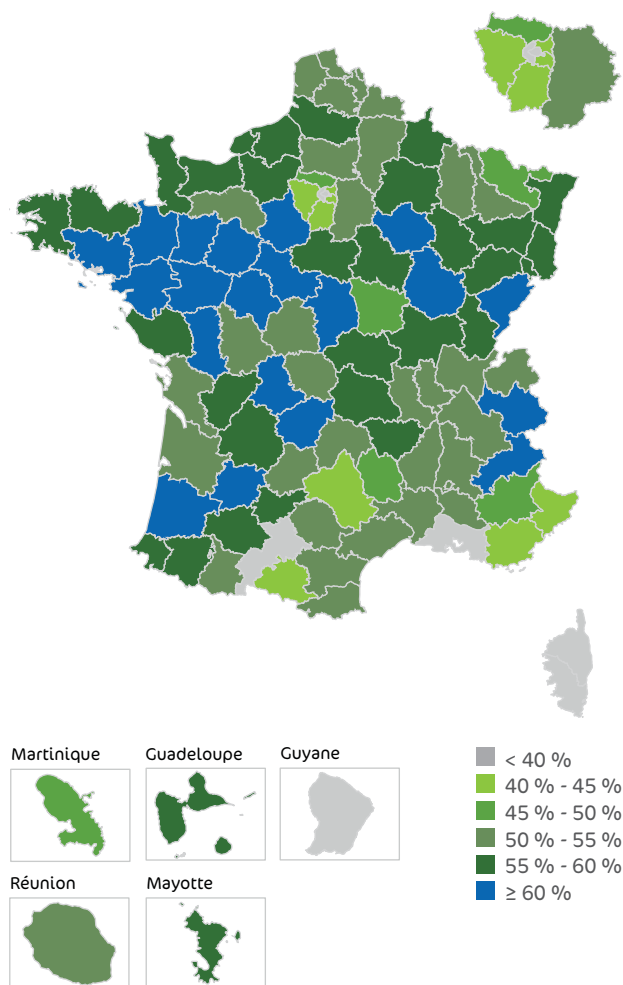 Martinique
Guadeloupe
Guyane
Réunion
Mayotte
< 40 %
40 % - 45 %
45 % - 50 %
50 % - 55 %
55 % - 60 %
≥ 60 %